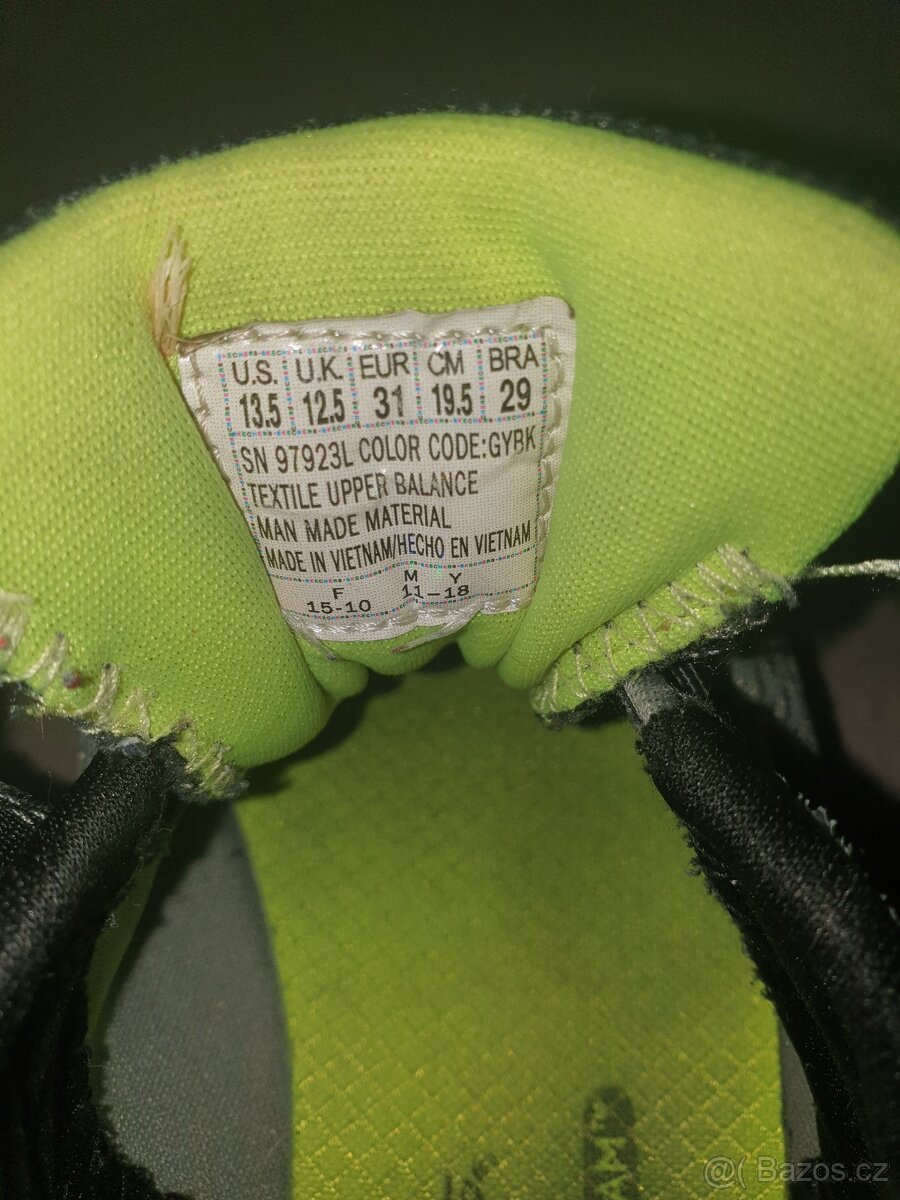 U.S. U.K. EUR CM BRA
13.5 12.5 31 19.5 29
SN 97923L COLOR CODE:GYBK
TEXTILE UPPER BALANCE
MAN MADE MATERIAL
MADE IN VIETNAM/HECHO EN VIETNAM
F M Y
15-10 11-18
@( Bazos.cz